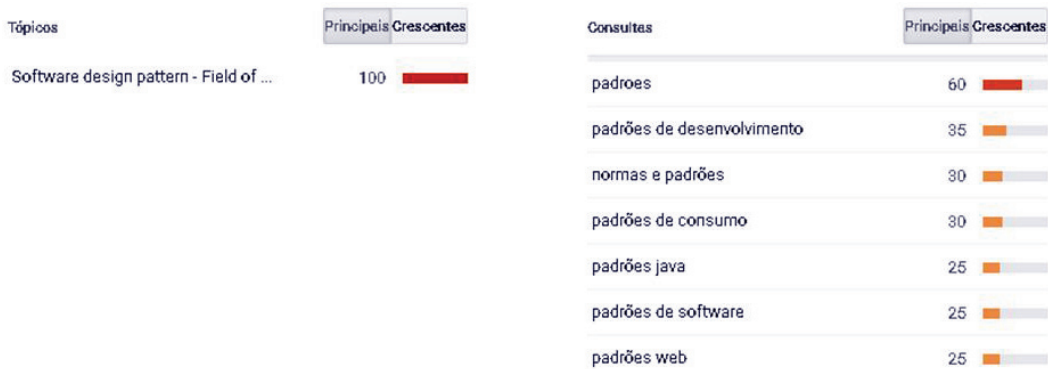 Tópicos
Principais Crescentes
Software design pattern - Field of ... 100
Consultas
Principais Crescentes
padroes 60
padrões de desenvolvimento 35
normas e padrões 30
padrões de consumo 30
padrões java 25
padrões de software 25
padrões web 25